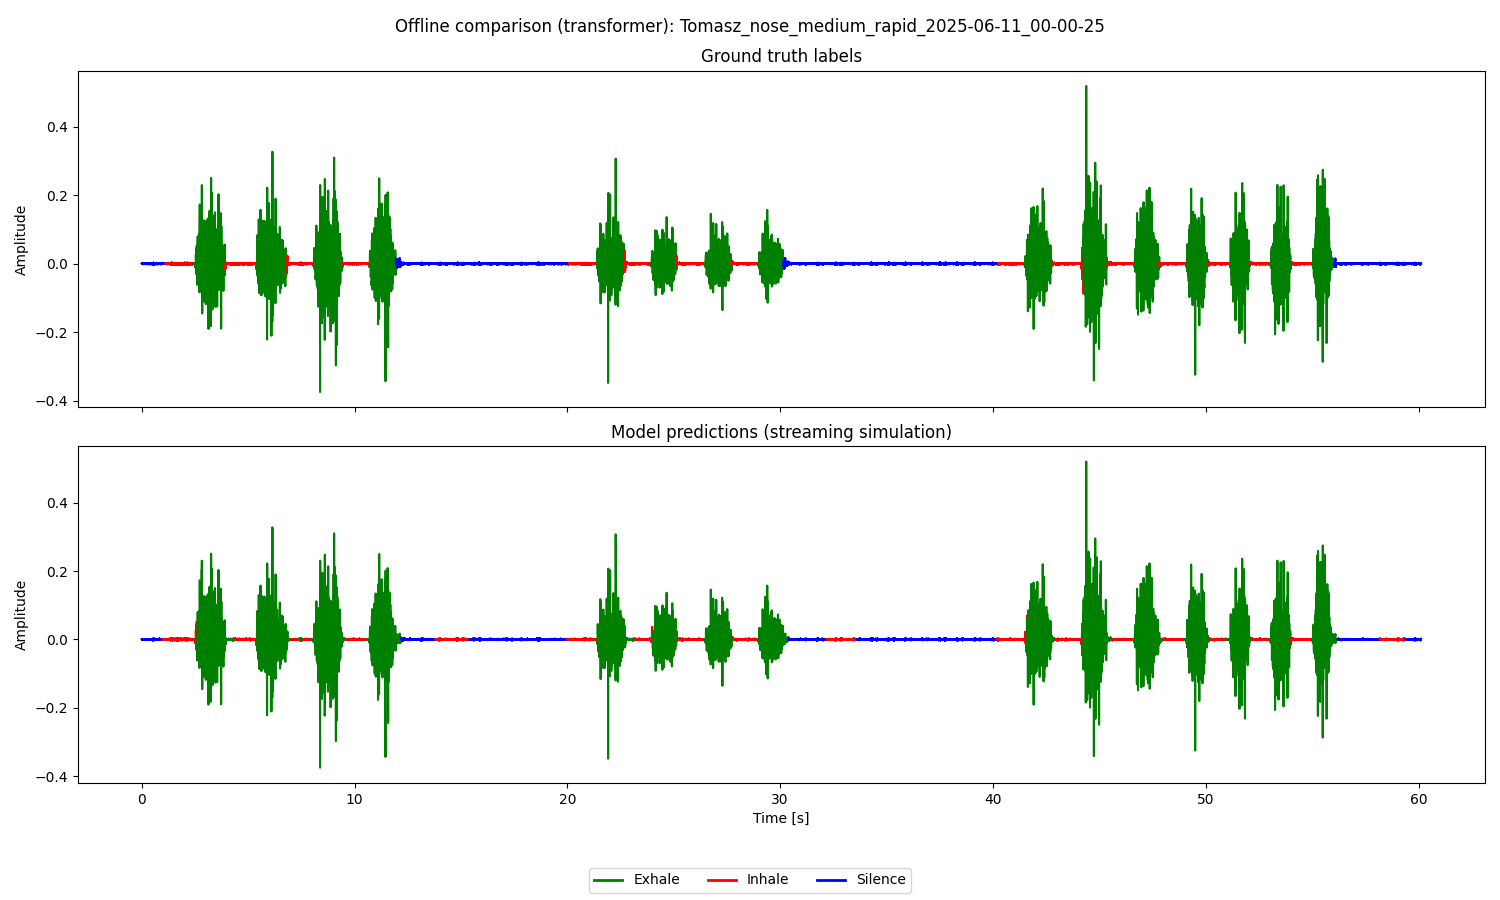 Offline comparison (transformer): Tomasz_nose_medium_rapid_2025-06-11_00-00-25
Ground truth labels
Amplitude
0.4
0.2
0.0
−0.2
−0.4
Model predictions (streaming simulation)
Amplitude
0.4
0.2
0.0
−0.2
−0.4
0 10 20 30 40 50 60
Time [s]
Exhale Inhale Silence